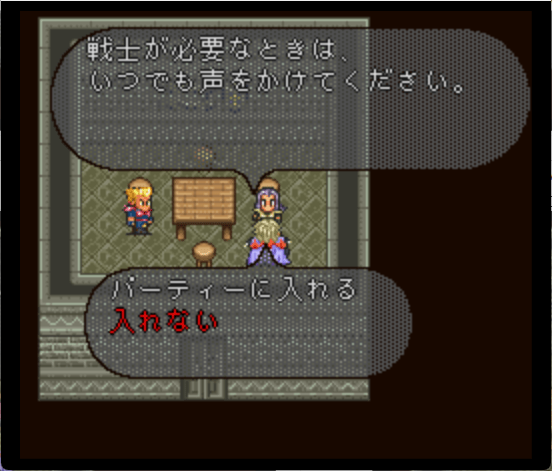 戦士が必要なときは、
いつでも声をかけてください。
パーティーに入れる
入れない